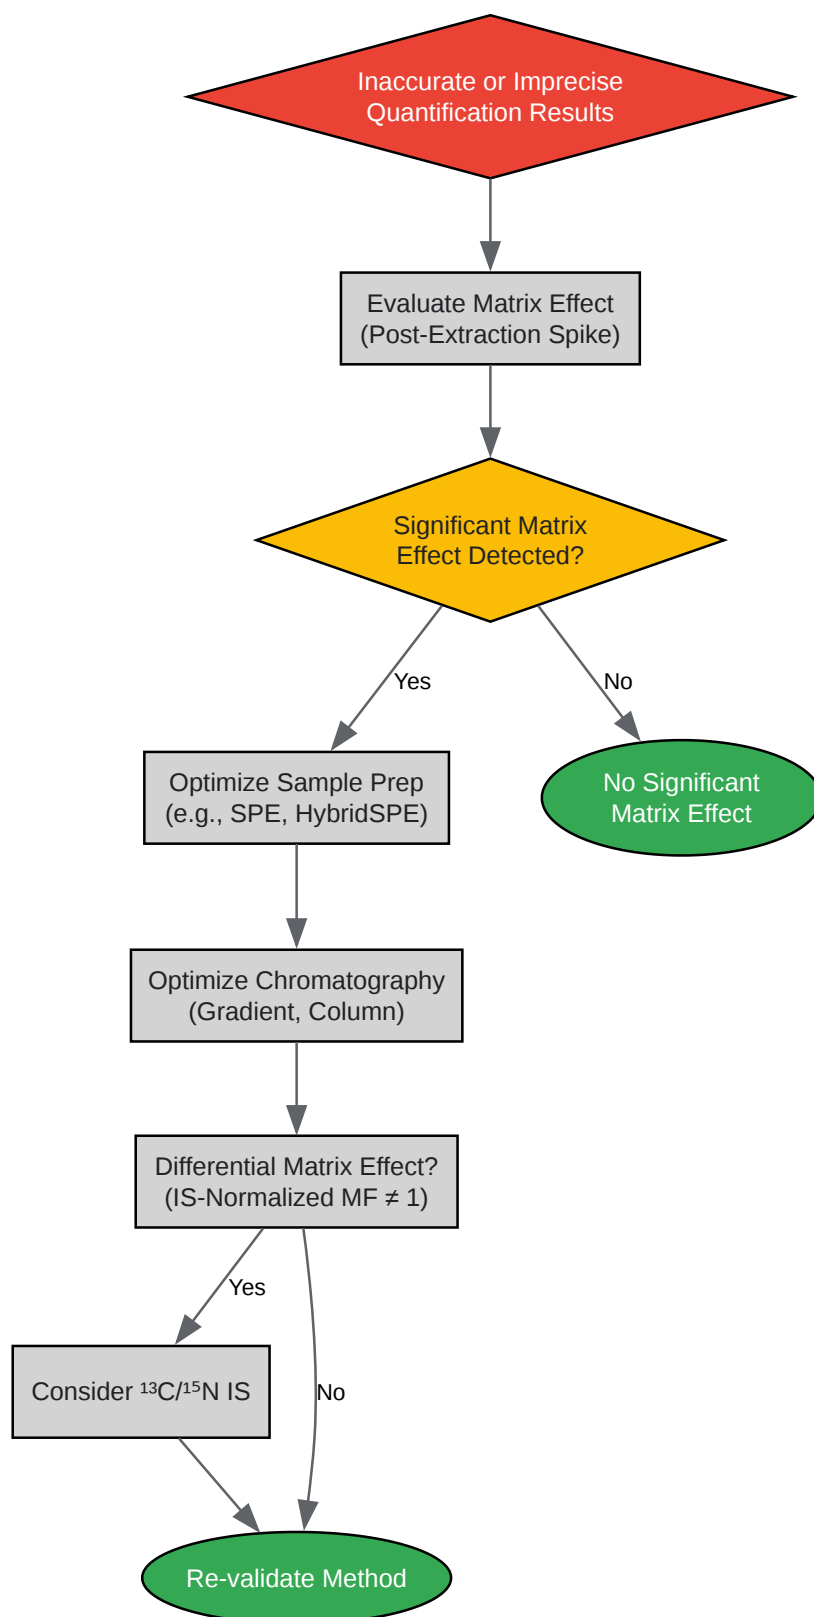 Inaccurate or Imprecise
Quantification Results
Evaluate Matrix Effect
(Post-Extraction Spike)
Significant Matrix
Effect Detected?
Yes
No
Optimize Sample Prep
(e.g., SPE, HybridSPE)
No Significant
Matrix Effect
Optimize Chromatography
(Gradient, Column)
Differential Matrix Effect?
(IS-Normalized MF ≠ 1)
Yes
No
Consider ¹³C/¹⁵N IS
Re-validate Method